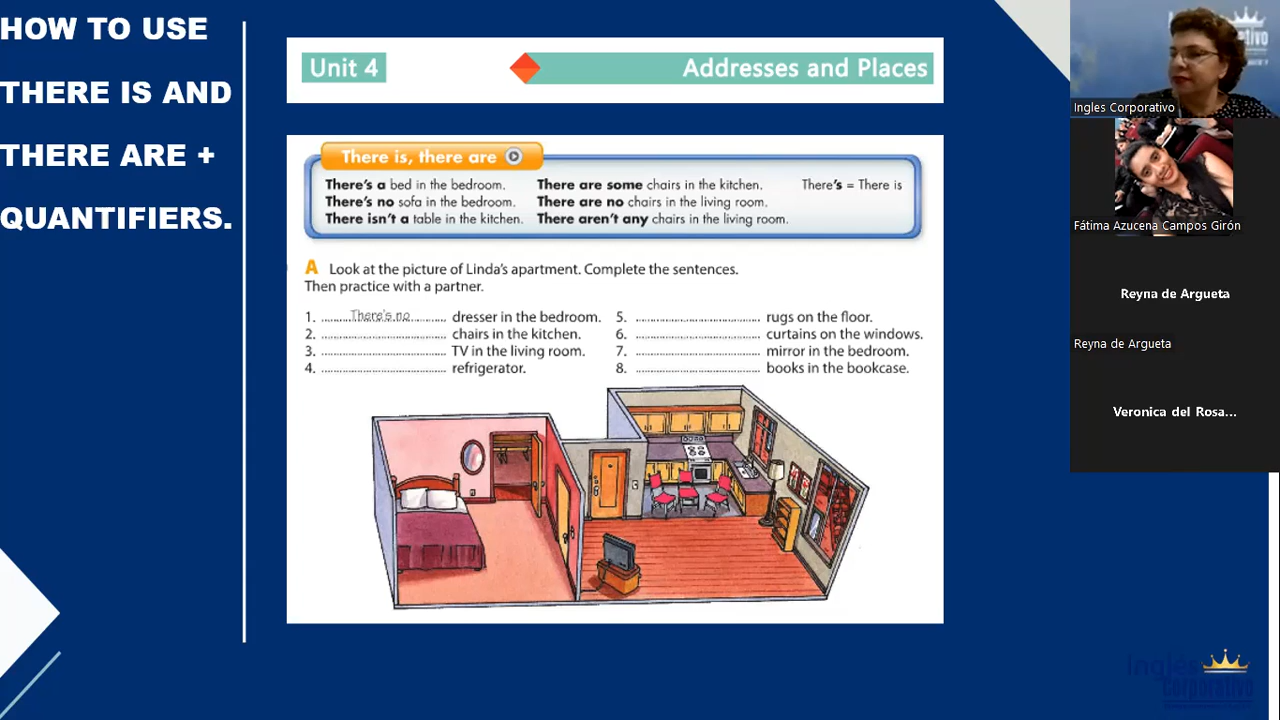 HOW TO USE
THERE IS AND
THERE ARE +
QUANTIFIERS.
Unit 4
Addresses and Places
There is, there are
There's a bed in the bedroom.
There's no sofa in the bedroom.
There isn't a table in the kitchen.
There are some chairs in the kitchen.
There are no chairs in the living room.
There aren't any chairs in the living room.
There's = There is
A Look at the picture of Linda's apartment. Complete the sentences.
Then practice with a partner.
1. There's no dresser in the bedroom.
2. chairs in the kitchen.
3. TV in the living room.
4. refrigerator.
5. rugs on the floor.
6. curtains on the windows.
7. mirror in the bedroom.
8. books in the bookcase.
Ingles Corporativo
Fátima Azucena Campos Girón
Reyna de Argueta
Reyna de Argueta
Veronica del Rosa...
Inglés
Corporativo